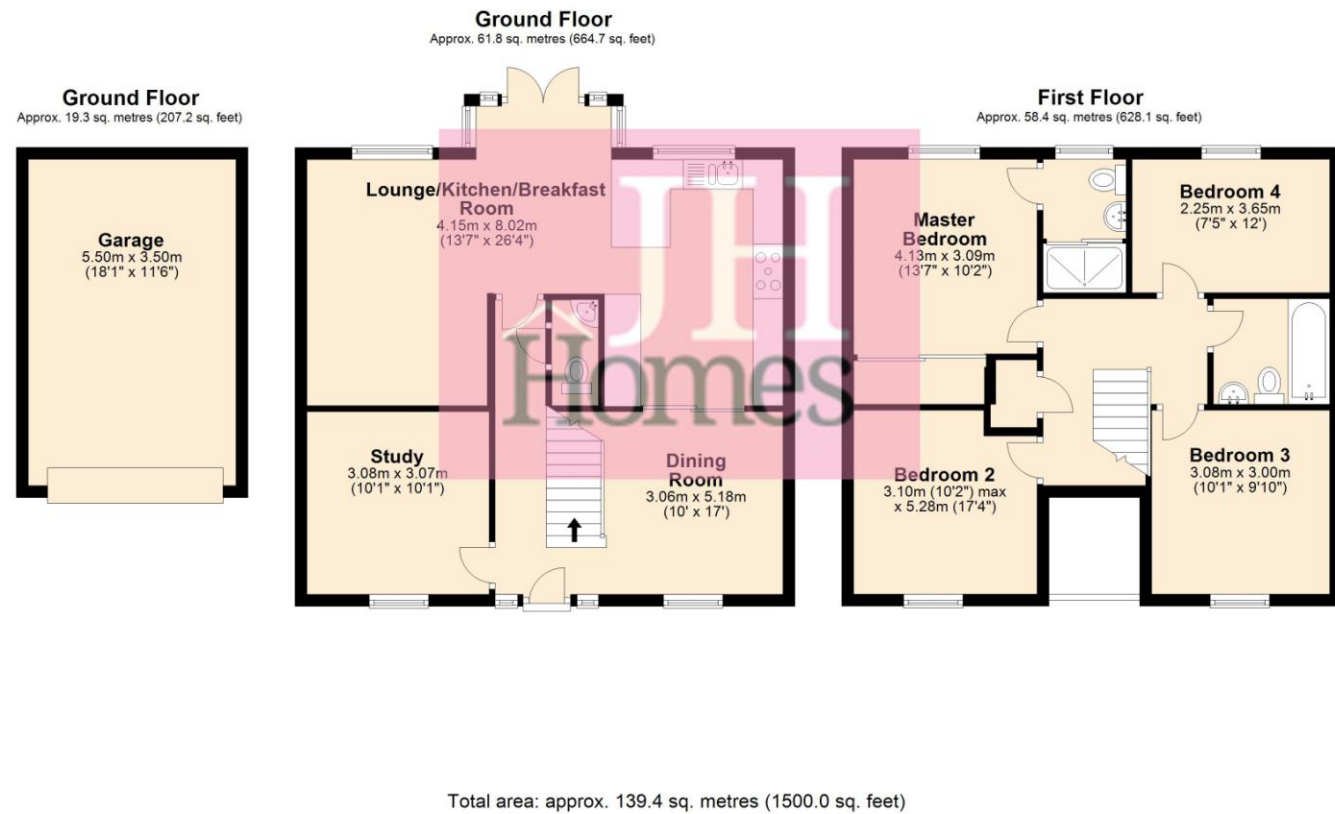 Ground Floor
Approx. 19.3 sq. metres (207.2 sq. feet)
Garage
5.50m x 3.50m
(18'1" x 11'6")
Ground Floor
Approx. 61.8 sq. metres (664.7 sq. feet)
Lounge/Kitchen/Breakfast
Room
4.15m x 8.02m
(13'7" x 26'4")
Study
3.08m x 3.07m
(10'1" x 10'1")
Dining
Room
3.06m x 5.18m
(10' x 17')
First Floor
Approx. 58.4 sq. metres (628.1 sq. feet)
Master
Bedroom
4.13m x 3.09m
(13'7" x 10'2")
Bedroom 4
2.25m x 3.65m
(7'5" x 12')
Bedroom 2
3.10m (10'2") max
x 5.28m (17'4")
Bedroom 3
3.08m x 3.00m
(10'1" x 9'10")
JH
Homes
Total area: approx. 139.4 sq. metres (1500.0 sq. feet)